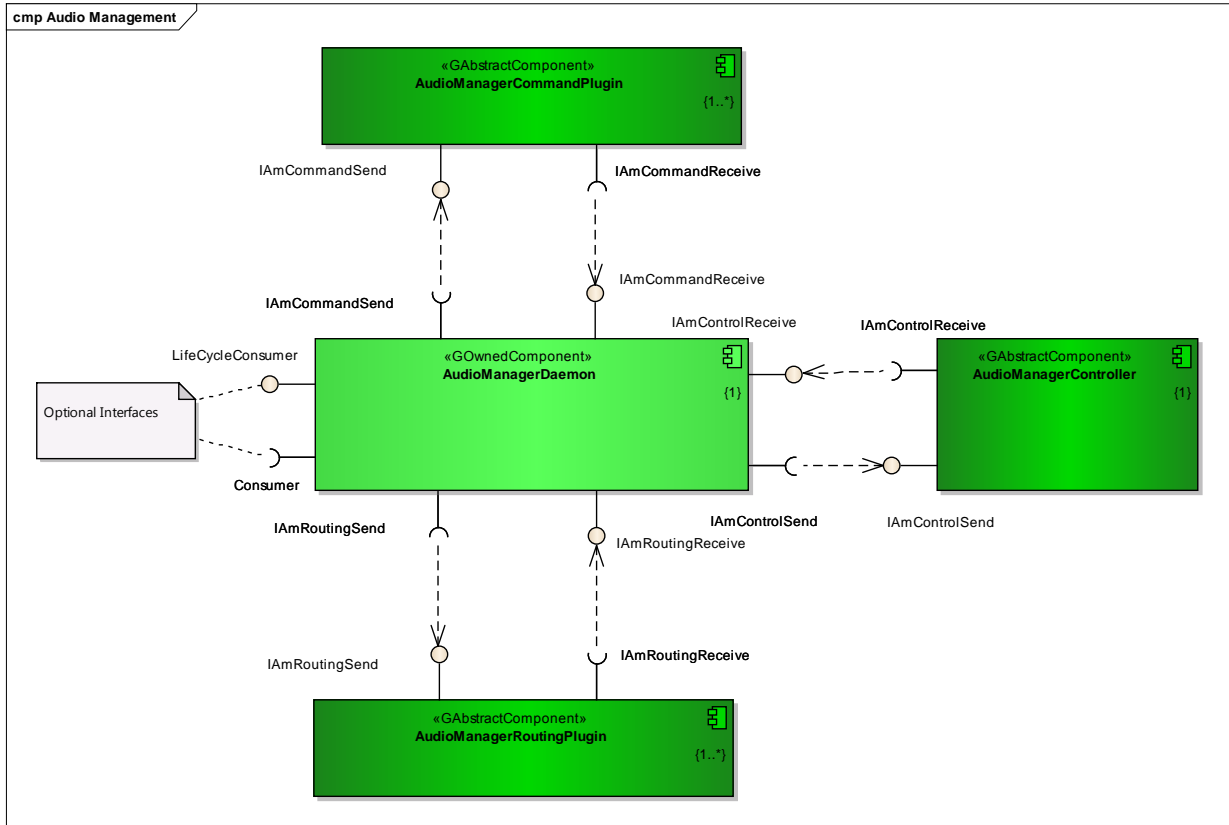 cmp Audio Management
«GAbstractComponent»
AudioManagerCommandPlugin
{1..*}
IAmCommandSend
IAmCommandReceive
IAmCommandReceive
IAmCommandSend
IAmControlReceive
IAmControlReceive
LifeCycleConsumer
«GOwnedComponent»
AudioManagerDaemon
{1}
«GAbstractComponent»
AudioManagerController
{1}
Optional Interfaces
Consumer
IAmRoutingSend
IAmControlSend
IAmControlSend
IAmRoutingReceive
IAmRoutingSend
IAmRoutingReceive
«GAbstractComponent»
AudioManagerRoutingPlugin
{1..*}